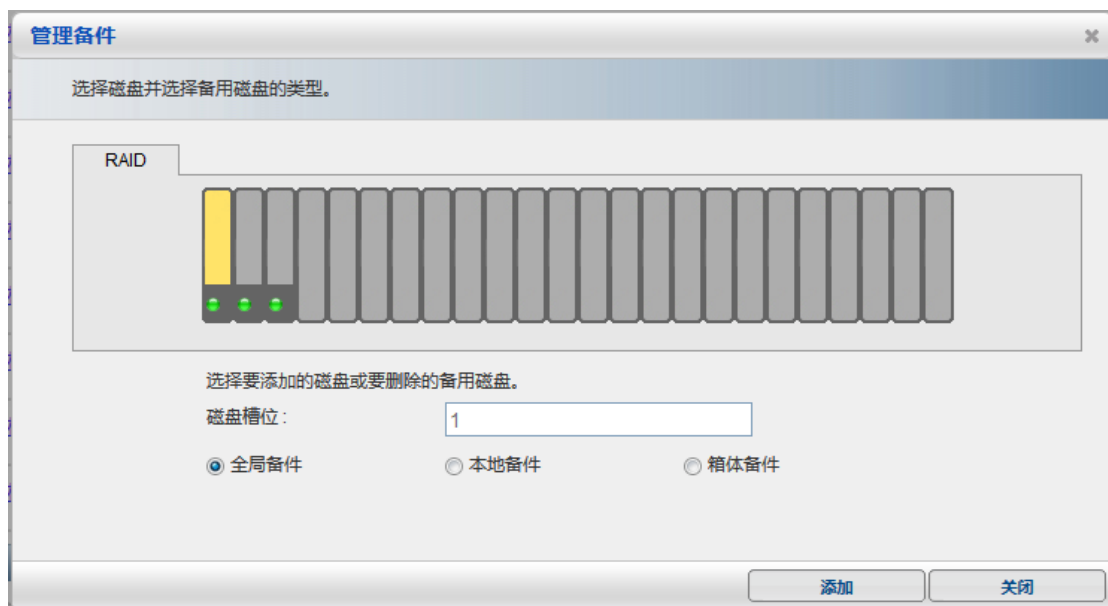 管理备件
选择磁盘并选择备用磁盘的类型。
RAID
选择要添加的磁盘或要删除的备用磁盘。
磁盘槽位：
1
全局备件 本地备件 箱体备件
添加 关闭